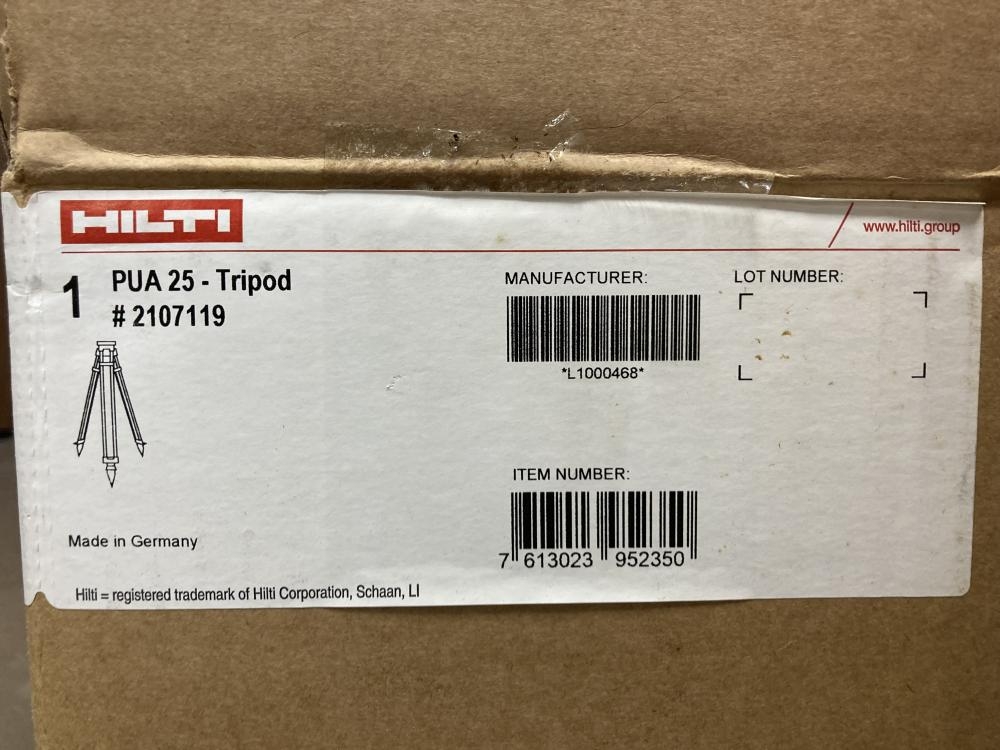 HILTI
www.hilti.group
1
PUA 25 - Tripod
# 2107119
MANUFACTURER:
*L1000468*
LOT NUMBER:
ITEM NUMBER:
7 613023 952350
Made in Germany
Hilti = registered trademark of Hilti Corporation, Schaan, LI